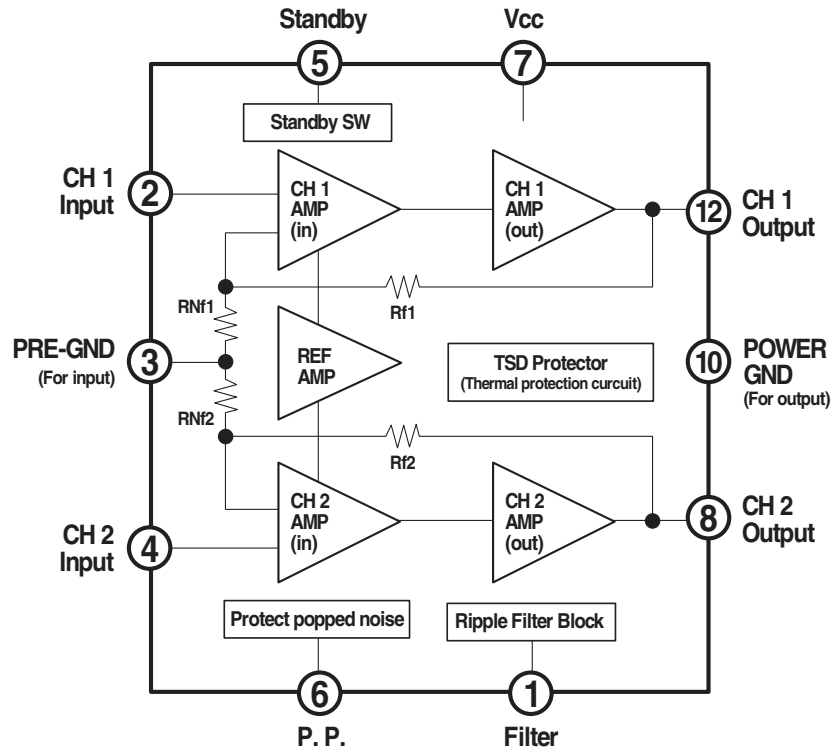 Standby
Vcc
5
7
Standby SW
CH 1
Input
2
CH 1
AMP
(in)
CH 1
AMP
(out)
12
CH 1
Output
RNf1
Rf1
PRE-GND
(For input)
3
REF
AMP
TSD Protector
(Thermal protection curcuit)
10
POWER
GND
(For output)
RNf2
Rf2
CH 2
Input
4
CH 2
AMP
(in)
CH 2
AMP
(out)
8
CH 2
Output
Protect popped noise
Ripple Filter Block
6
1
P. P.
Filter